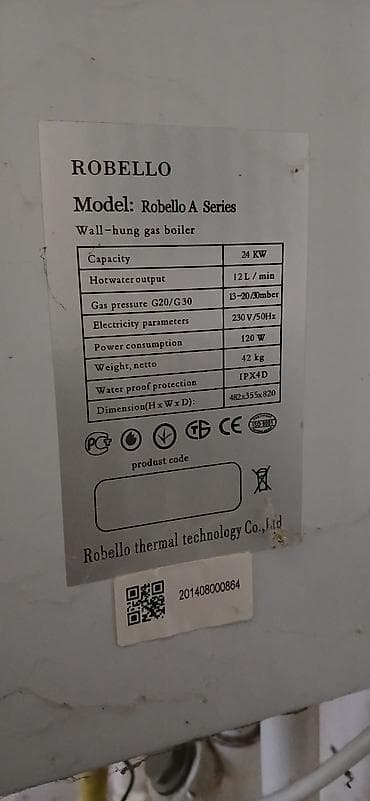 ROBELLO
Model: Robello A Series
Wall-hung gas boiler
Capacity 24 KW
Hotwater output 12 L / min
Gas pressure G20/G30 13-20/30mber
Electricity parameters 230 V/50Hz
Power consumption 120 W
Weight, netto 42 kg
Water proof protection IPX4D
Dimension(HxWxD): 482x355x820
CE
product code
Robello thermal technology Co.,Ltd
201408000864